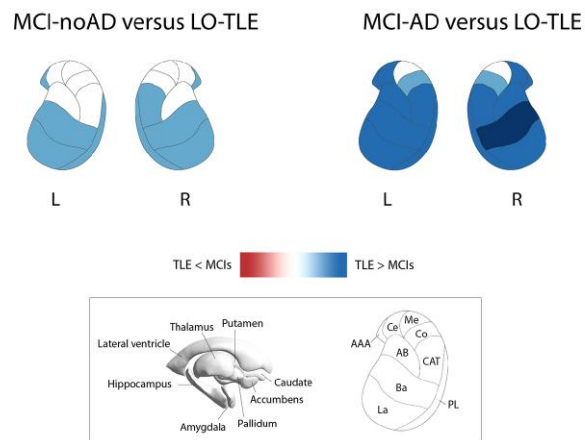 MCI-noAD versus LO-TLE
MCI-AD versus LO-TLE
L
R
L
R
TLE < MCIs
TLE > MCIs
Thalamus
Putamen
Lateral ventricle
Hippocampus
Caudate
Accumbens
Amygdala
Pallidum
Me
Ce
Co
AAA
AB
CAT
Ba
La
PL